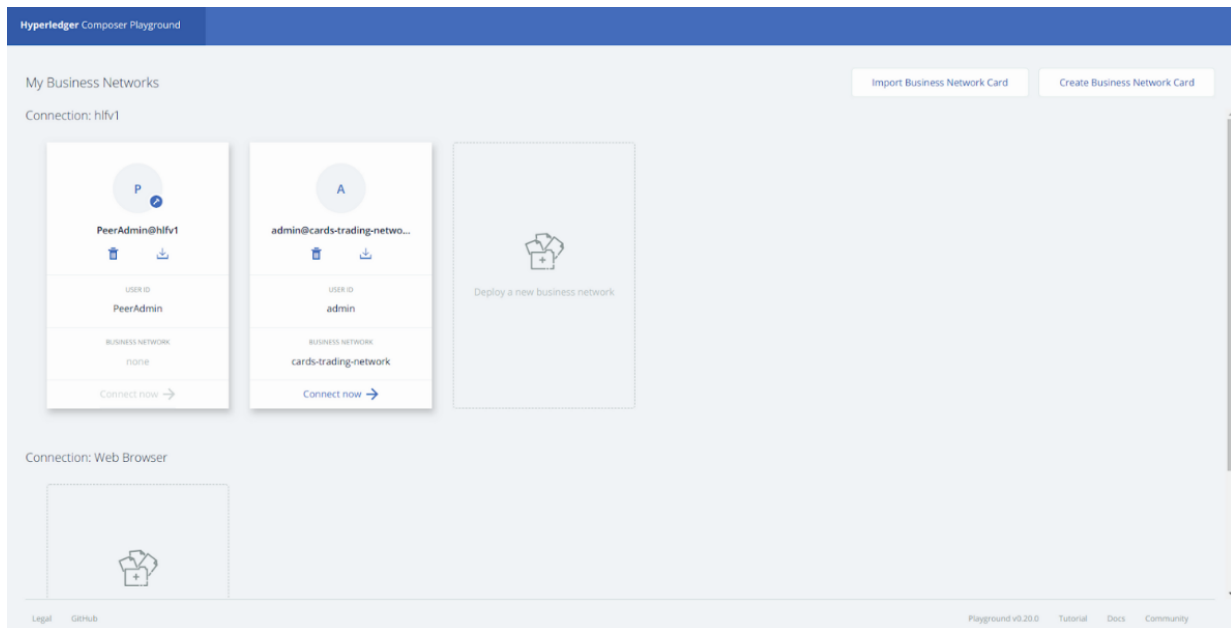 Hyperledger Composer Playground
My Business Networks
Import Business Network Card
Create Business Network Card
Connection: hlfv1
P
PeerAdmin@hlfv1
USER ID
PeerAdmin
BUSINESS NETWORK
none
Connect now
A
admin@cards-trading-netwo...
USER ID
admin
BUSINESS NETWORK
cards-trading-network
Connect now
Deploy a new business network
Connection: Web Browser
Legal GitHub
Playground v0.20.0 Tutorial Docs Community